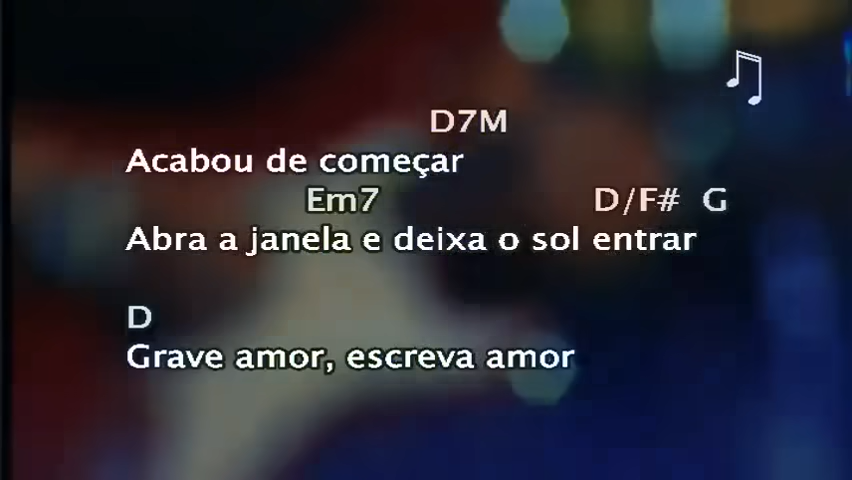 D7M
Acabou de começar
Em7 D/F# G
Abra a janela e deixa o sol entrar
D
Grave amor, escreva amor